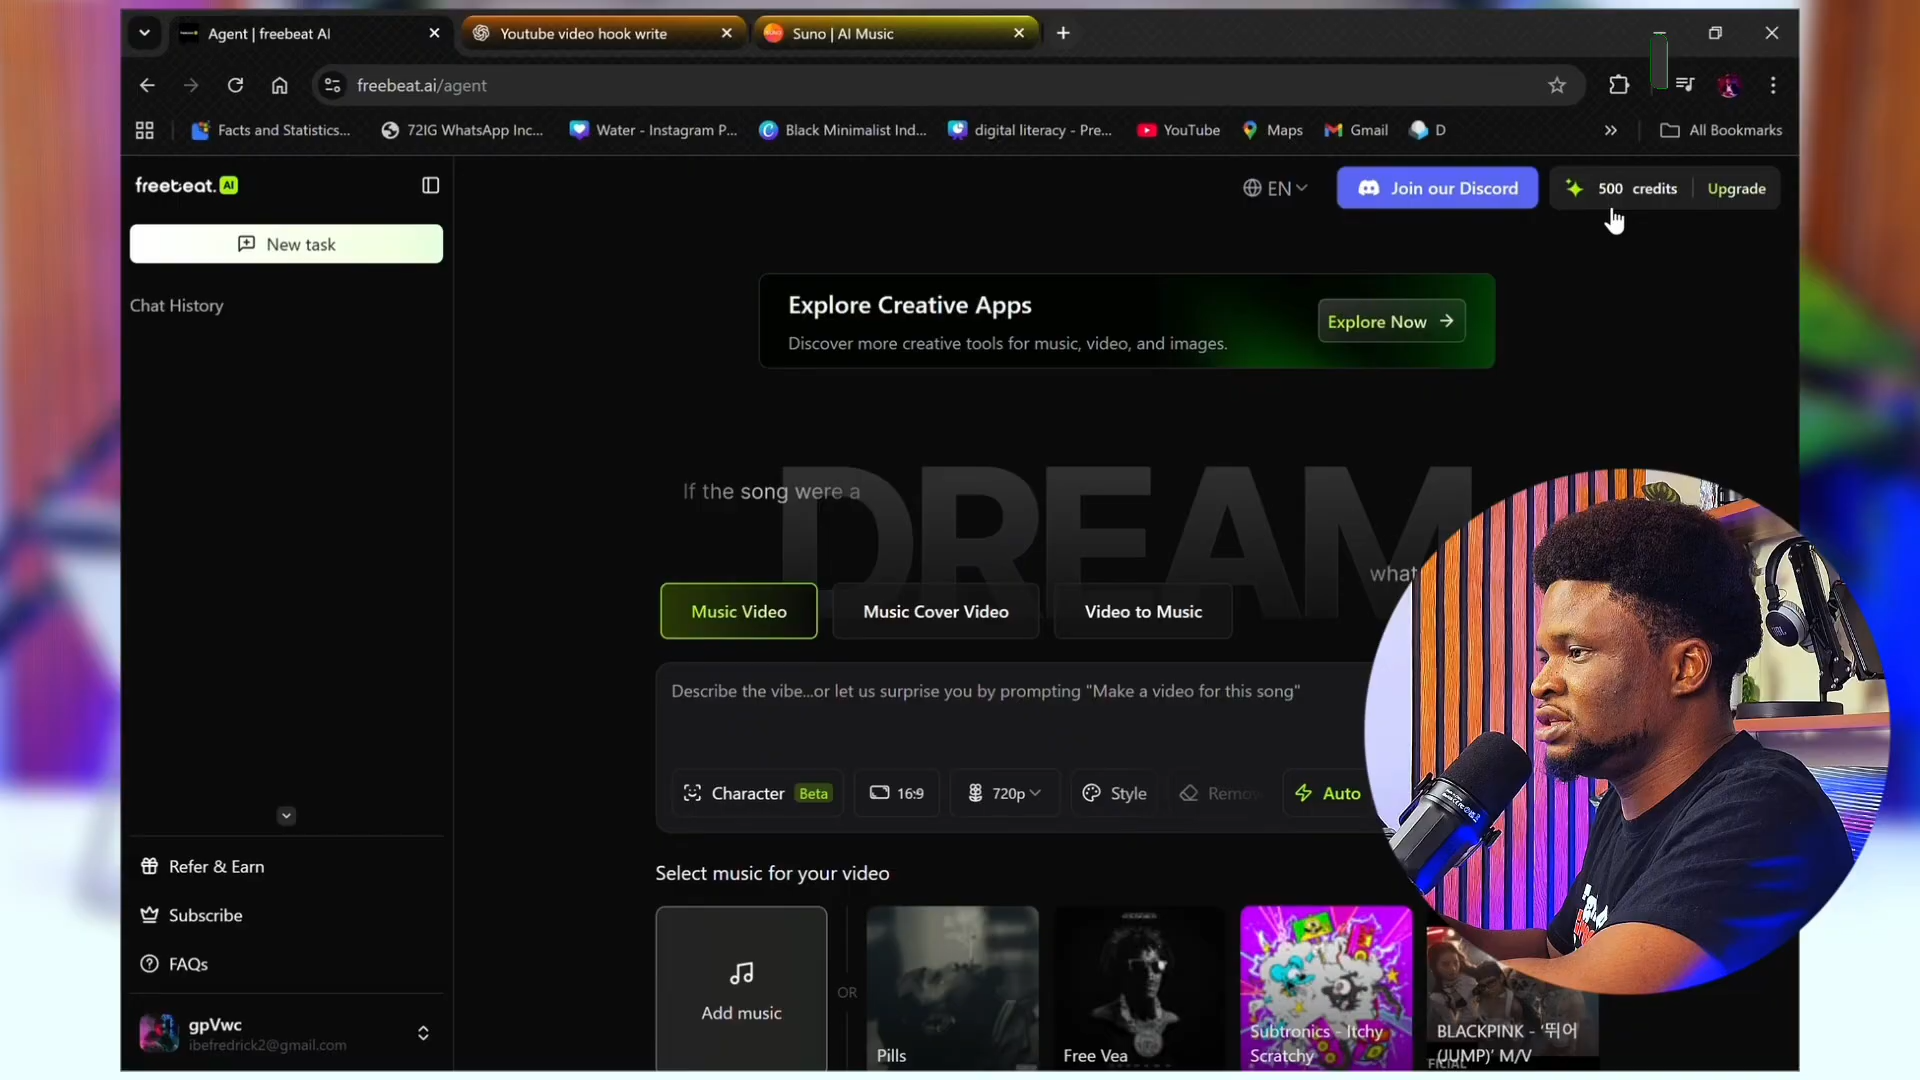 Agent | freebeat AI
Youtube video hook write
Suno | AI Music
freebeat.ai/agent
Facts and Statistics...
72IG WhatsApp Inc...
Water - Instagram P...
Black Minimalist Ind...
digital literacy - Pre...
YouTube
Maps
Gmail
D
All Bookmarks
freebeat. AI
EN
Join our Discord
500 credits
Upgrade
New task
Chat History
Explore Creative Apps
Discover more creative tools for music, video, and images.
Explore Now
If the song were a
DREAM
what
Music Video
Music Cover Video
Video to Music
Describe the vibe...or let us surprise you by prompting "Make a video for this song"
Character Beta
16:9
720p
Style
Remov
Auto
Select music for your video
Add music
OR
Pills
Free Vea
Subtronics - Itchy
Scratchy
BLACKPINK - ‘뛰어
(JUMP)’ M/V
Refer & Earn
Subscribe
FAQs
gpVwc
ibefredrick2@gmail.com
JBL